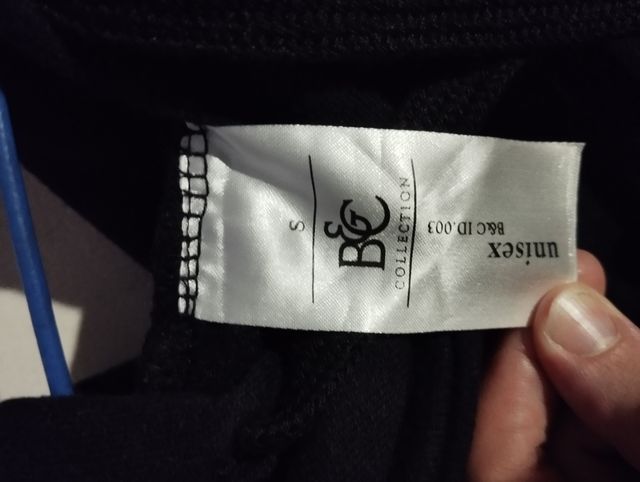 S
B&C
COLLECTION
B&C ID.003
unisex